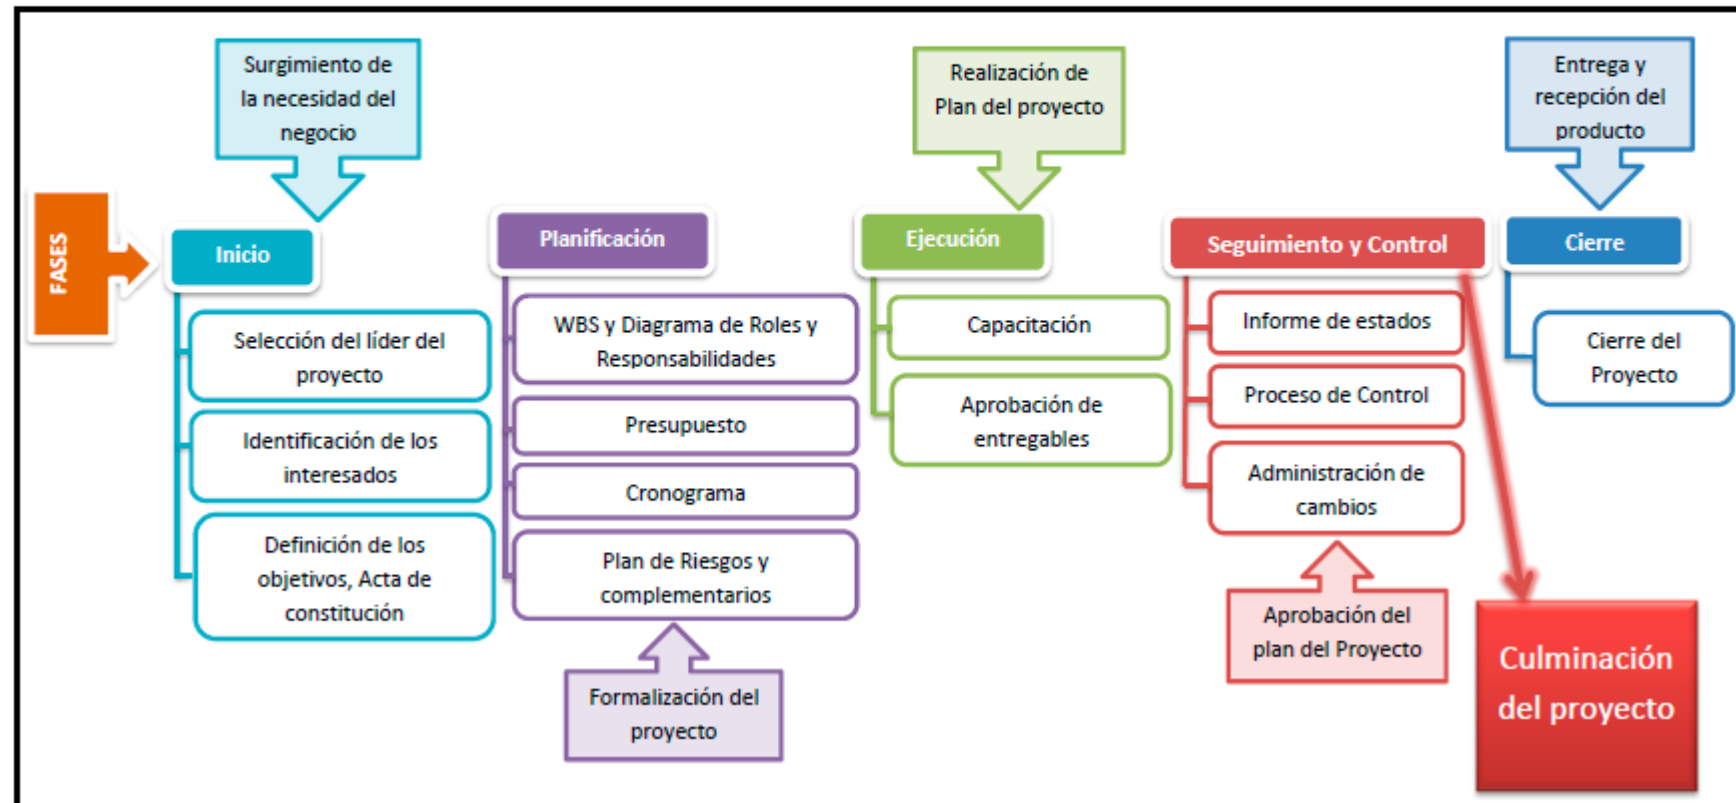 FASES
Surgimiento de
la necesidad del
negocio
Inicio
Selección del líder del
proyecto
Identificación de los
interesados
Definición de los
objetivos, Acta de
constitución
Planificación
WBS y Diagrama de Roles y
Responsabilidades
Presupuesto
Cronograma
Plan de Riesgos y
complementarios
Formalización del
proyecto
Realización de
Plan del proyecto
Ejecución
Capacitación
Aprobación de
entregables
Seguimiento y Control
Informe de estados
Proceso de Control
Administración de
cambios
Aprobación del
plan del Proyecto
Entrega y
recepción del
producto
Cierre
Cierre del
Proyecto
Culminación
del proyecto